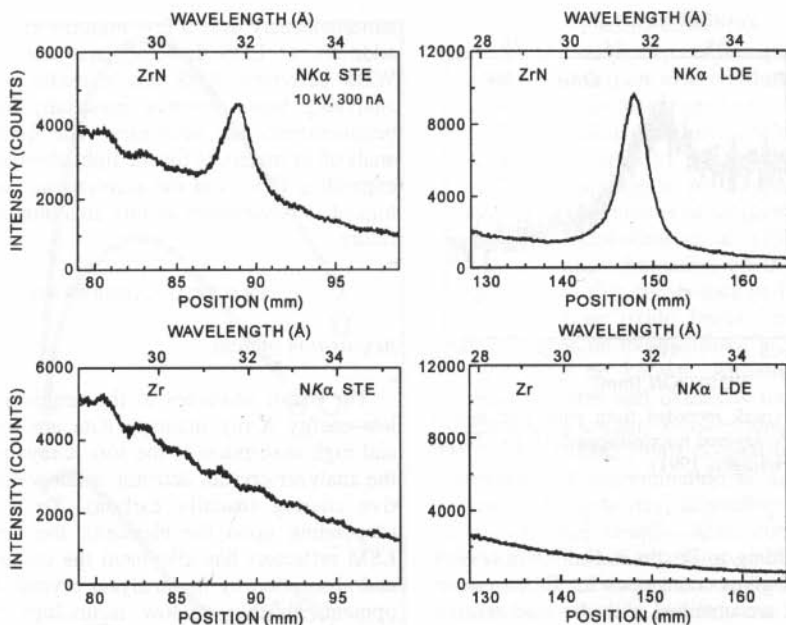 WAVELENGTH (Å) WAVELENGTH (Å)
30 32 34 28 30 32 34
6000 12000
ZrN NKα STE ZrN NKα LDE
10 kV, 300 nA
4000 8000
2000 4000
0 0
80 85 90 95 130 140 150 160
POSITION (mm) POSITION (mm)
INTENSITY (COUNTS)
WAVELENGTH (Å) WAVELENGTH (Å)
30 32 34 28 30 32 34
6000 12000
Zr NKα STE Zr NKα LDE
10000
8000
4000
6000
4000
2000
2000
0 0
80 85 90 95 130 140 150 160
POSITION (mm) POSITION (mm)
INTENSITY (COUNTS)